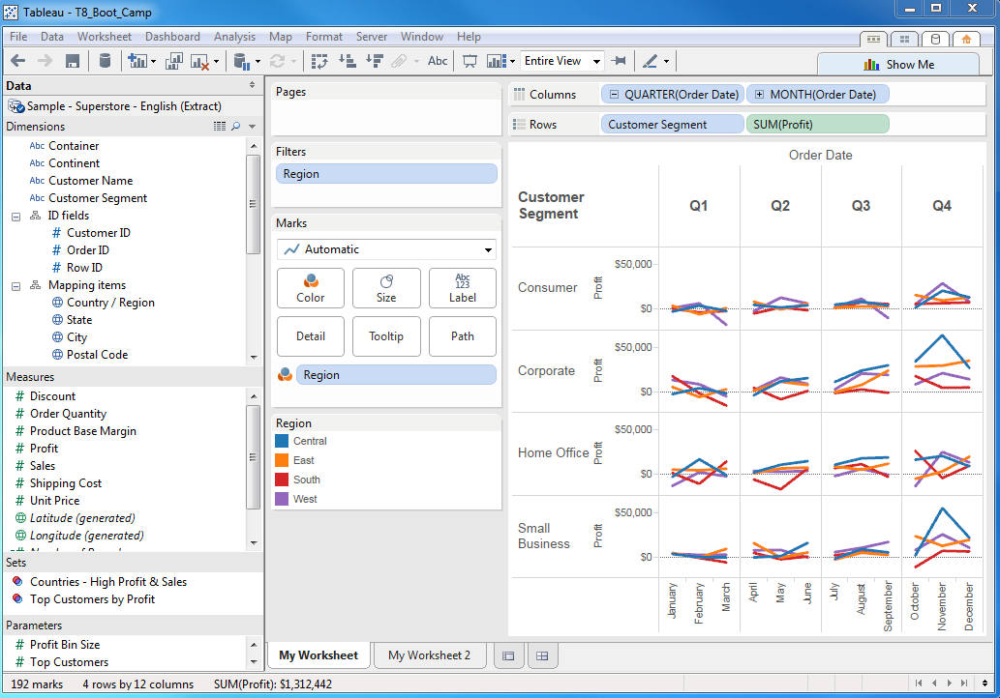 Tableau - T8_Boot_Camp
File Data Worksheet Dashboard Analysis Map Format Server Window Help
Abc Entire View
Show Me
Data
Sample - Superstore - English (Extract)
Dimensions
Abc Container
Abc Continent
Abc Customer Name
Abc Customer Segment
ID fields
# Customer ID
# Order ID
# Row ID
Mapping items
Country / Region
State
City
Postal Code
Measures
# Discount
# Order Quantity
# Product Base Margin
# Profit
# Sales
# Shipping Cost
# Unit Price
Latitude (generated)
Longitude (generated)
Sets
Countries - High Profit & Sales
Top Customers by Profit
Parameters
# Profit Bin Size
# Top Customers
Pages
Filters
Region
Marks
Automatic
Color Size Abc 123 Label
Detail Tooltip Path
Region
Region
Central
East
South
West
Columns QUARTER(Order Date) MONTH(Order Date)
Rows Customer Segment SUM(Profit)
Order Date
Customer
Segment
Q1 Q2 Q3 Q4
Consumer Profit $50,000 $0
Corporate Profit $50,000 $0
Home Office Profit $50,000 $0
Small
Business Profit $50,000 $0
January February March April May June July August September October November December
My Worksheet My Worksheet 2
192 marks 4 rows by 12 columns SUM(Profit): $1,312,442